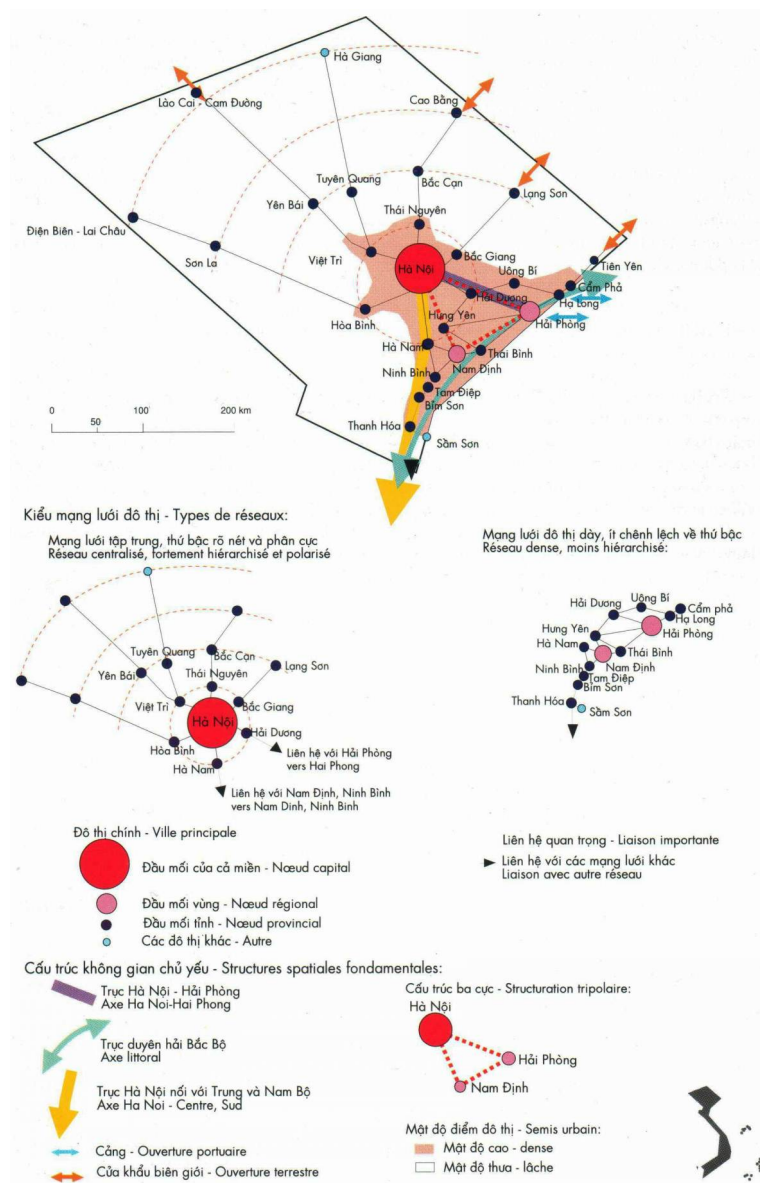 Hà Giang
Lào Cai - Cam Đường
Cao Bằng
Tuyên Quang
Bắc Cạn
Yên Bái
Lạng Sơn
Thái Nguyên
Điện Biên - Lai Châu
Sơn La
Việt Trì
Hà Nội
Bắc Giang
Uông Bí
Tiên Yên
Cẩm Phả
Hạ Long
Hải Dương
Hải Phòng
Hòa Bình
Hưng Yên
Hà Nam
Thái Bình
Nam Định
Ninh Bình
Tam Điệp
Bỉm Sơn
Thanh Hóa
Sầm Sơn
0 50 100 200 km
Kiểu mạng lưới đô thị - Types de réseaux:
Mạng lưới tập trung, thứ bậc rõ nét và phân cực
Réseau centralisé, fortement hiérarchisé et polarisé
Tuyên Quang
Bắc Cạn
Yên Bái
Thái Nguyên
Lạng Sơn
Việt Trì
Hà Nội
Bắc Giang
Hải Dương
Hòa Bình
Hà Nam
Liên hệ với Hải Phòng
vers Hai Phong
Liên hệ với Nam Định, Ninh Bình
vers Nam Dinh, Ninh Binh
Mạng lưới đô thị dày, ít chênh lệch về thứ bậc
Réseau dense, moins hiérarchisé:
Uông Bí
Hải Dương
Cẩm phả
Hạ Long
Hưng Yên
Hải Phòng
Hà Nam
Thái Bình
Nam Định
Ninh Bình
Tam Điệp
Bỉm Sơn
Thanh Hóa
Sầm Sơn
Đô thị chính - Ville principale
Đầu mối của cả miền - Nœud capital
Đầu mối vùng - Nœud régional
Đầu mối tỉnh - Nœud provincial
Các đô thị khác - Autre
Liên hệ quan trọng - Liaison importante
Liên hệ với các mạng lưới khác
Liaison avec autre réseau
Cấu trúc không gian chủ yếu - Structures spatiales fondamentales:
Trục Hà Nội - Hải Phòng
Axe Ha Noi-Hai Phong
Trục duyên hải Bắc Bộ
Axe littoral
Trục Hà Nội nối với Trung và Nam Bộ
Axe Ha Noi - Centre, Sud
Cảng - Ouverture portuaire
Cửa khẩu biên giới - Ouverture terrestre
Cấu trúc ba cực - Structuration tripolaire:
Hà Nội
Hải Phòng
Nam Định
Mật độ điểm đô thị - Semis urbain:
Mật độ cao - dense
Mật độ thưa - lâche